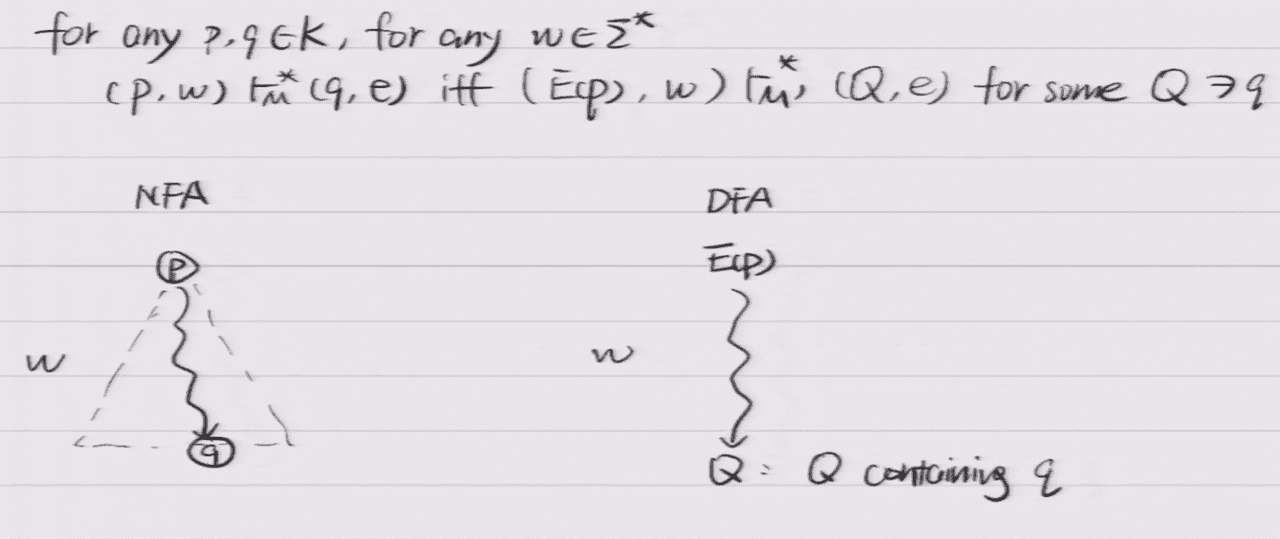 for any p, q ∈ K, for any w ∈ Σ*
(p, w) ⊢*M (q, e) iff (E(p), w) ⊢*M' (Q, e) for some Q ∋ q
NFA
DFA
p
E(p)
w
w
q
Q : Q containing q